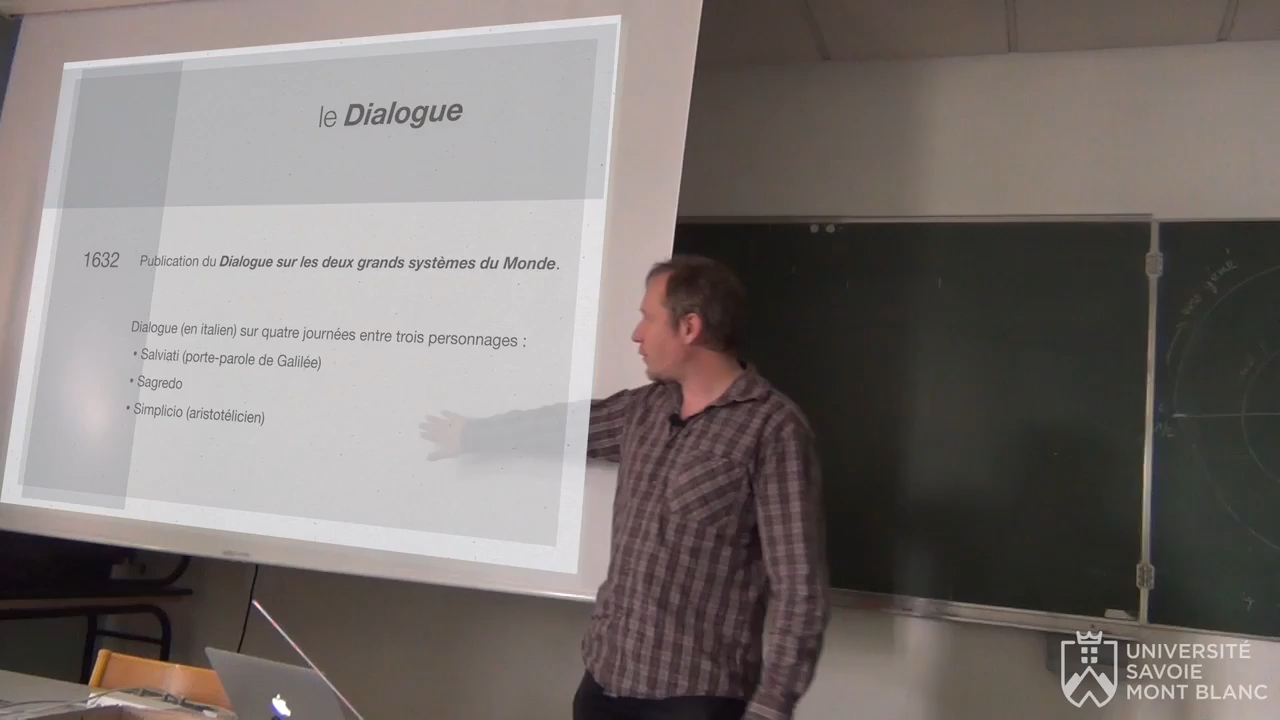 le Dialogue
1632 Publication du Dialogue sur les deux grands systèmes du Monde.
Dialogue (en italien) sur quatre journées entre trois personnages :
• Salviati (porte-parole de Galilée)
• Sagredo
• Simplicio (aristotélicien)
UNIVERSITÉ
SAVOIE
MONT BLANC